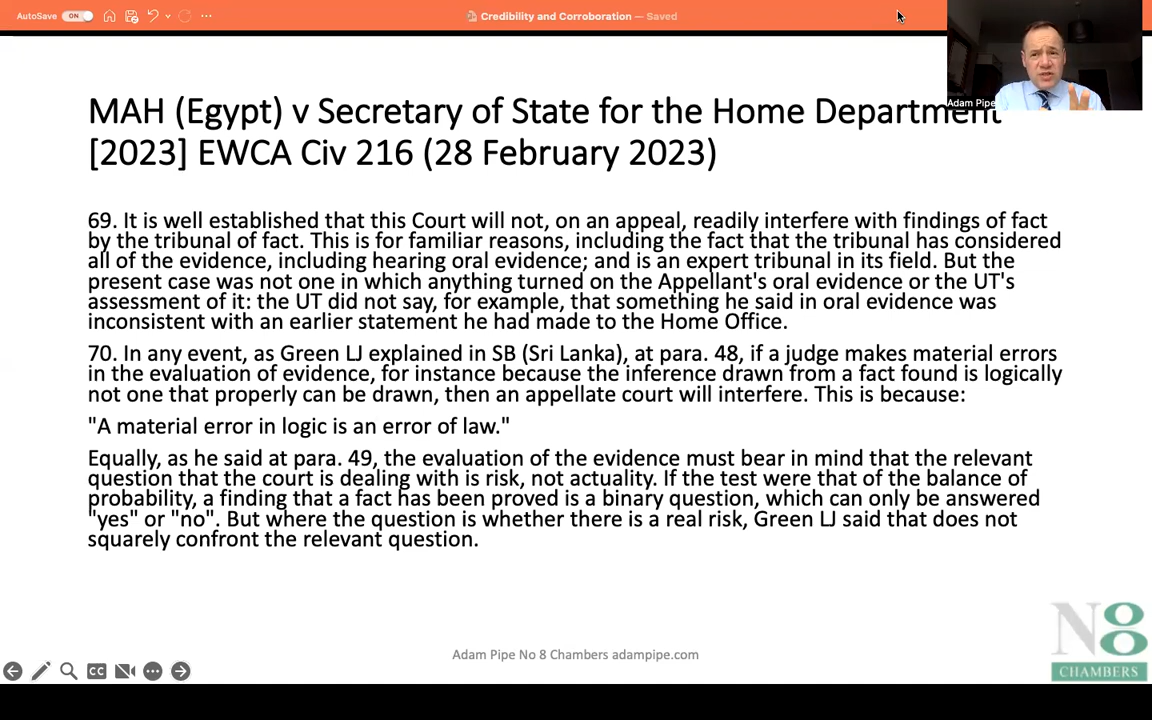 AutoSave ON
Credibility and Corroboration — Saved
Adam Pipe
MAH (Egypt) v Secretary of State for the Home Department
[2023] EWCA Civ 216 (28 February 2023)
69. It is well established that this Court will not, on an appeal, readily interfere with findings of fact
by the tribunal of fact. This is for familiar reasons, including the fact that the tribunal has considered
all of the evidence, including hearing oral evidence; and is an expert tribunal in its field. But the
present case was not one in which anything turned on the Appellant's oral evidence or the UT's
assessment of it: the UT did not say, for example, that something he said in oral evidence was
inconsistent with an earlier statement he had made to the Home Office.
70. In any event, as Green LJ explained in SB (Sri Lanka), at para. 48, if a judge makes material errors
in the evaluation of evidence, for instance because the inference drawn from a fact found is logically
not one that properly can be drawn, then an appellate court will interfere. This is because:
"A material error in logic is an error of law."
Equally, as he said at para. 49, the evaluation of the evidence must bear in mind that the relevant
question that the court is dealing with is risk, not actuality. If the test were that of the balance of
probability, a finding that a fact has been proved is a binary question, which can only be answered
"yes" or "no". But where the question is whether there is a real risk, Green LJ said that does not
squarely confront the relevant question.
Adam Pipe No 8 Chambers adampipe.com
CC
N8
CHAMBERS